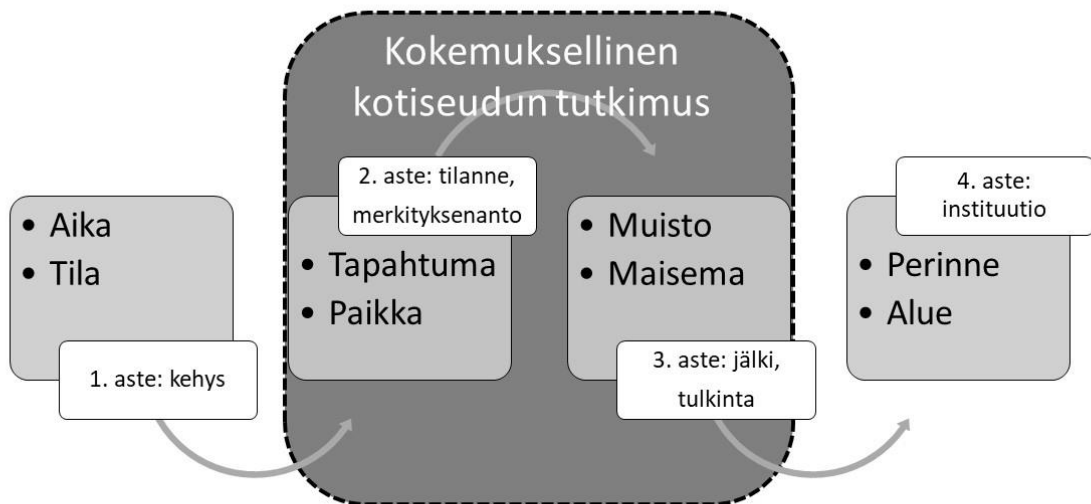 Kokemuksellinen
kotiseudun tutkimus
• Aika
• Tila
1. aste: kehys
2. aste: tilanne,
merkityksenanto
• Tapahtuma
• Paikka
• Muisto
• Maisema
3. aste: jälki,
tulkinta
4. aste:
instituutio
• Perinne
• Alue